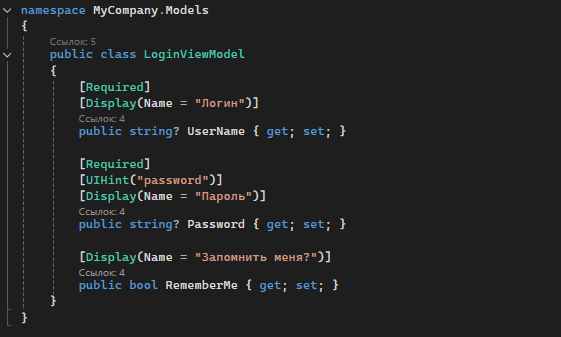 namespace MyCompany.Models
{
Ссылок: 5
public class LoginViewModel
{
[Required]
[Display(Name = "Логин")]
Ссылок: 4
public string? UserName { get; set; }
[Required]
[UIHint("password")]
[Display(Name = "Пароль")]
Ссылок: 4
public string? Password { get; set; }
[Display(Name = "Запомнить меня?")]
Ссылок: 4
public bool RememberMe { get; set; }
}
}